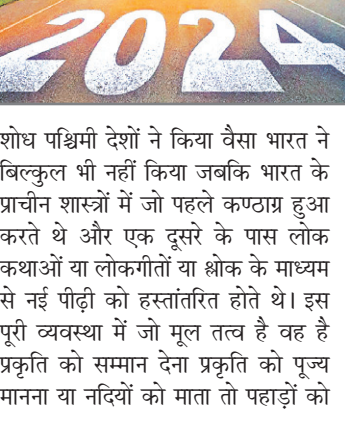 2024
शोध पश्चिमी देशों ने किया वैसा भारत ने
बिल्कुल भी नहीं किया जबकि भारत के
प्राचीन शास्त्रों में जो पहले कण्ठाग्र हुआ
करते थे और एक दूसरे के पास लोक
कथाओं या लोकगीतों या श्लोक के माध्यम
से नई पीढ़ी को हस्तांतरित होते थे। इस
पूरी व्यवस्था में जो मूल तत्व है वह है
प्रकृति को सम्मान देना प्रकृति को पूज्य
मानना या नदियों को माता तो पहाड़ों को